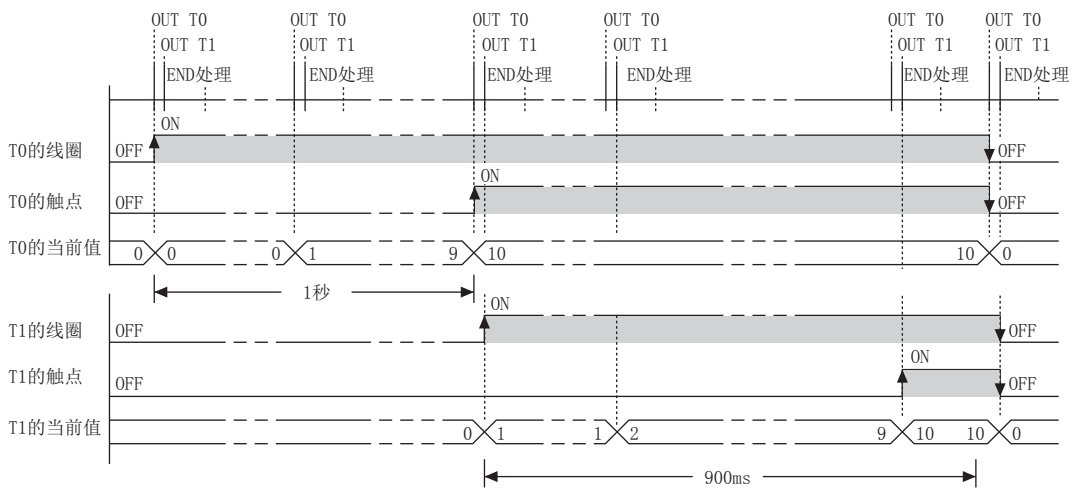 OUT T0 OUT T0 OUT T0 OUT T0 OUT T0 OUT T0
OUT T1 OUT T1 OUT T1 OUT T1 OUT T1 OUT T1
END处理 END处理 END处理 END处理 END处理 END处理
ON
T0的线圈 OFF OFF
ON
T0的触点 OFF OFF
T0的当前值 0 0 0 1 9 10 10 0
1秒
ON
T1的线圈 OFF OFF
ON
T1的触点 OFF OFF
T1的当前值 0 1 1 2 9 10 10 0
900ms